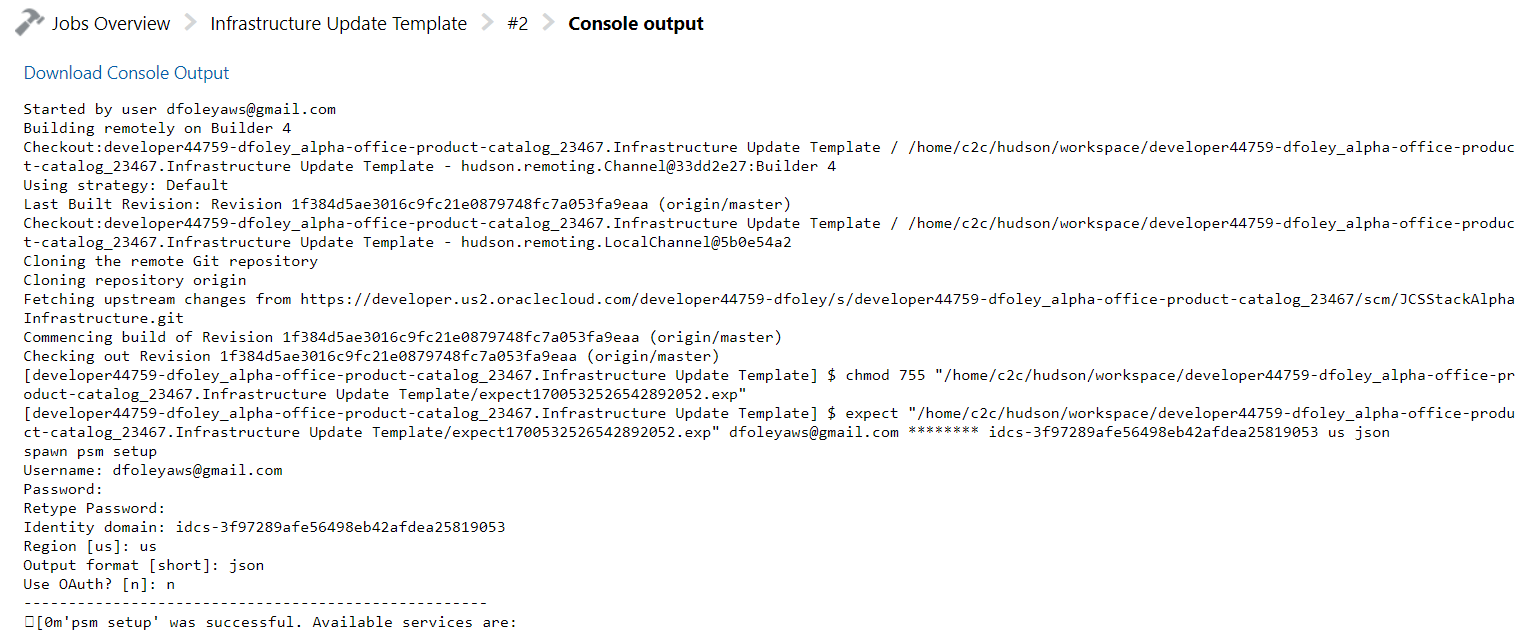 Jobs Overview > Infrastructure Update Template > #2 > Console output
Download Console Output
Started by user dfoleyaws@gmail.com
Building remotely on Builder 4
Checkout:developer44759-dfoley_alpha-office-product-catalog_23467.Infrastructure Update Template / /home/c2c/hudson/workspace/developer44759-dfoley_alpha-office-produc
t-catalog_23467.Infrastructure Update Template - hudson.remoting.Channel@33dd2e27:Builder 4
Using strategy: Default
Last Built Revision: Revision 1f384d5ae3016c9fc21e0879748fc7a053fa9eaa (origin/master)
Checkout:developer44759-dfoley_alpha-office-product-catalog_23467.Infrastructure Update Template / /home/c2c/hudson/workspace/developer44759-dfoley_alpha-office-produc
t-catalog_23467.Infrastructure Update Template - hudson.remoting.LocalChannel@5b0e54a2
Cloning the remote Git repository
Cloning repository origin
Fetching upstream changes from https://developer.us2.oraclecloud.com/developer44759-dfoley/s/developer44759-dfoley_alpha-office-product-catalog_23467/scm/JCSStackAlpha
Infrastructure.git
Commencing build of Revision 1f384d5ae3016c9fc21e0879748fc7a053fa9eaa (origin/master)
Checking out Revision 1f384d5ae3016c9fc21e0879748fc7a053fa9eaa (origin/master)
[developer44759-dfoley_alpha-office-product-catalog_23467.Infrastructure Update Template] $ chmod 755 "/home/c2c/hudson/workspace/developer44759-dfoley_alpha-office-pr
oduct-catalog_23467.Infrastructure Update Template/expect1700532526542892052.exp"
[developer44759-dfoley_alpha-office-product-catalog_23467.Infrastructure Update Template] $ expect "/home/c2c/hudson/workspace/developer44759-dfoley_alpha-office-produ
ct-catalog_23467.Infrastructure Update Template/expect1700532526542892052.exp" dfoleyaws@gmail.com ******** idcs-3f97289afe56498eb42afdea25819053 us json
spawn psm setup
Username: dfoleyaws@gmail.com
Password:
Retype Password:
Identity domain: idcs-3f97289afe56498eb42afdea25819053
Region [us]: us
Output format [short]: json
Use OAuth? [n]: n
----------------------------------------------------
[0m'psm setup' was successful. Available services are: